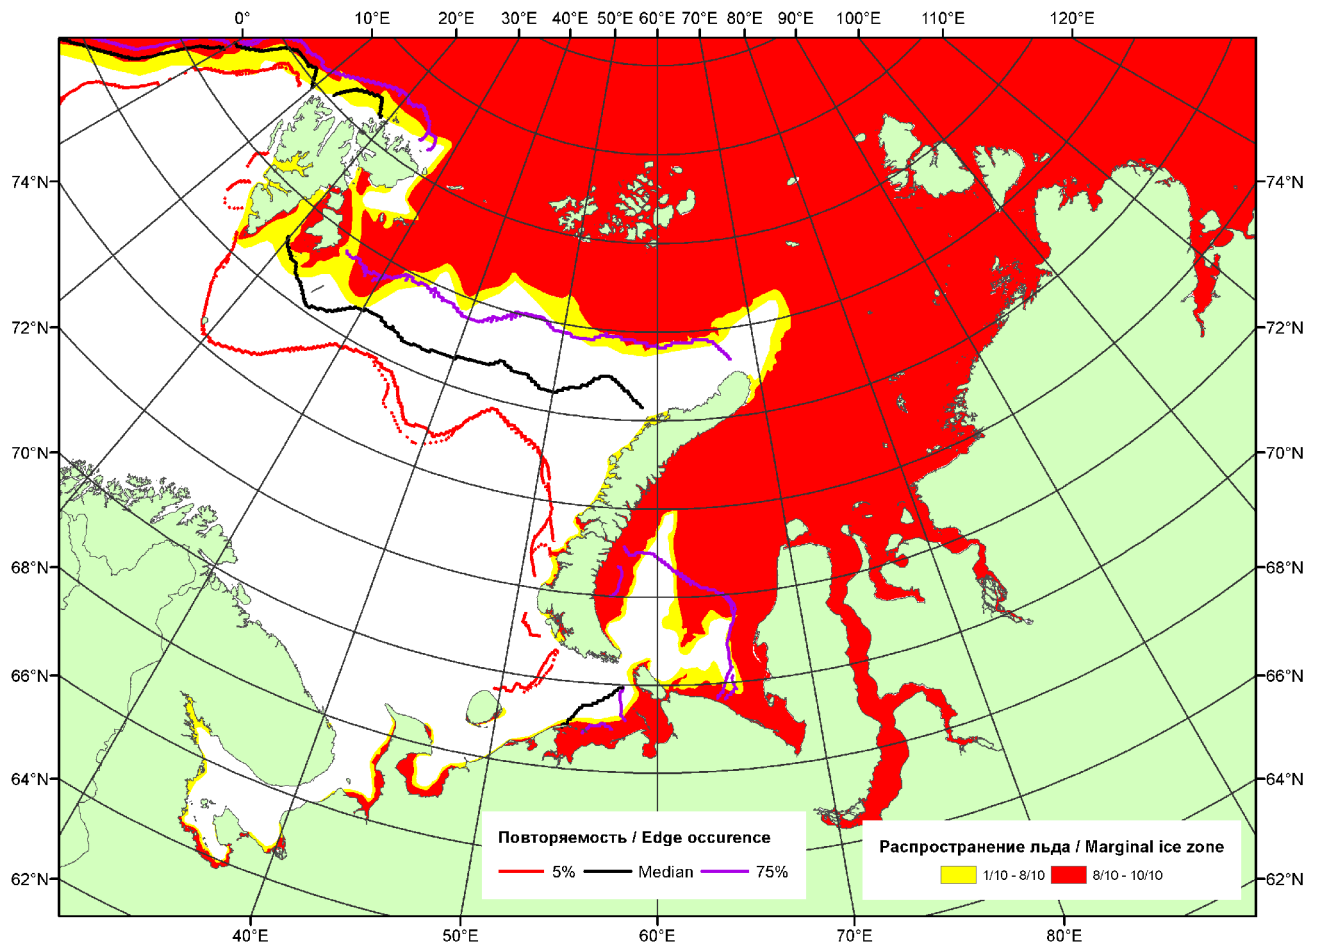 0° 10°E 20°E 30°E 40°E 50°E 60°E 70°E 80°E 90°E 100°E 110°E 120°E
74°N 74°N
72°N 72°N
70°N 70°N
68°N 68°N
66°N 66°N
64°N 64°N
62°N 62°N
Повторяемость / Edge occurence
5% Median 75%
Распространение льда / Marginal ice zone
1/10 - 8/10 8/10 - 10/10
40°E 50°E 60°E 70°E 80°E